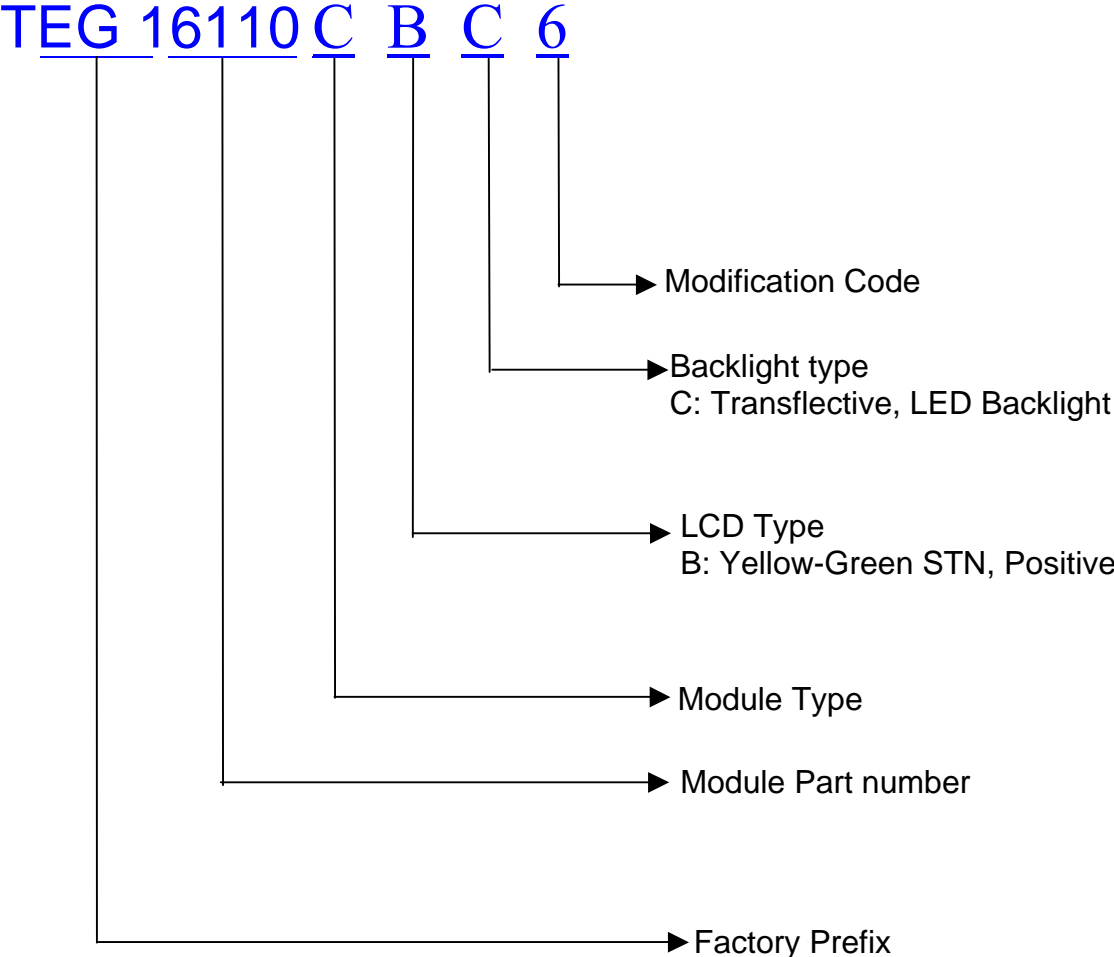 TEG 16110 C B C 6
Modification Code
Backlight type
C: Transflective, LED Backlight
LCD Type
B: Yellow-Green STN, Positive
Module Type
Module Part number
Factory Prefix